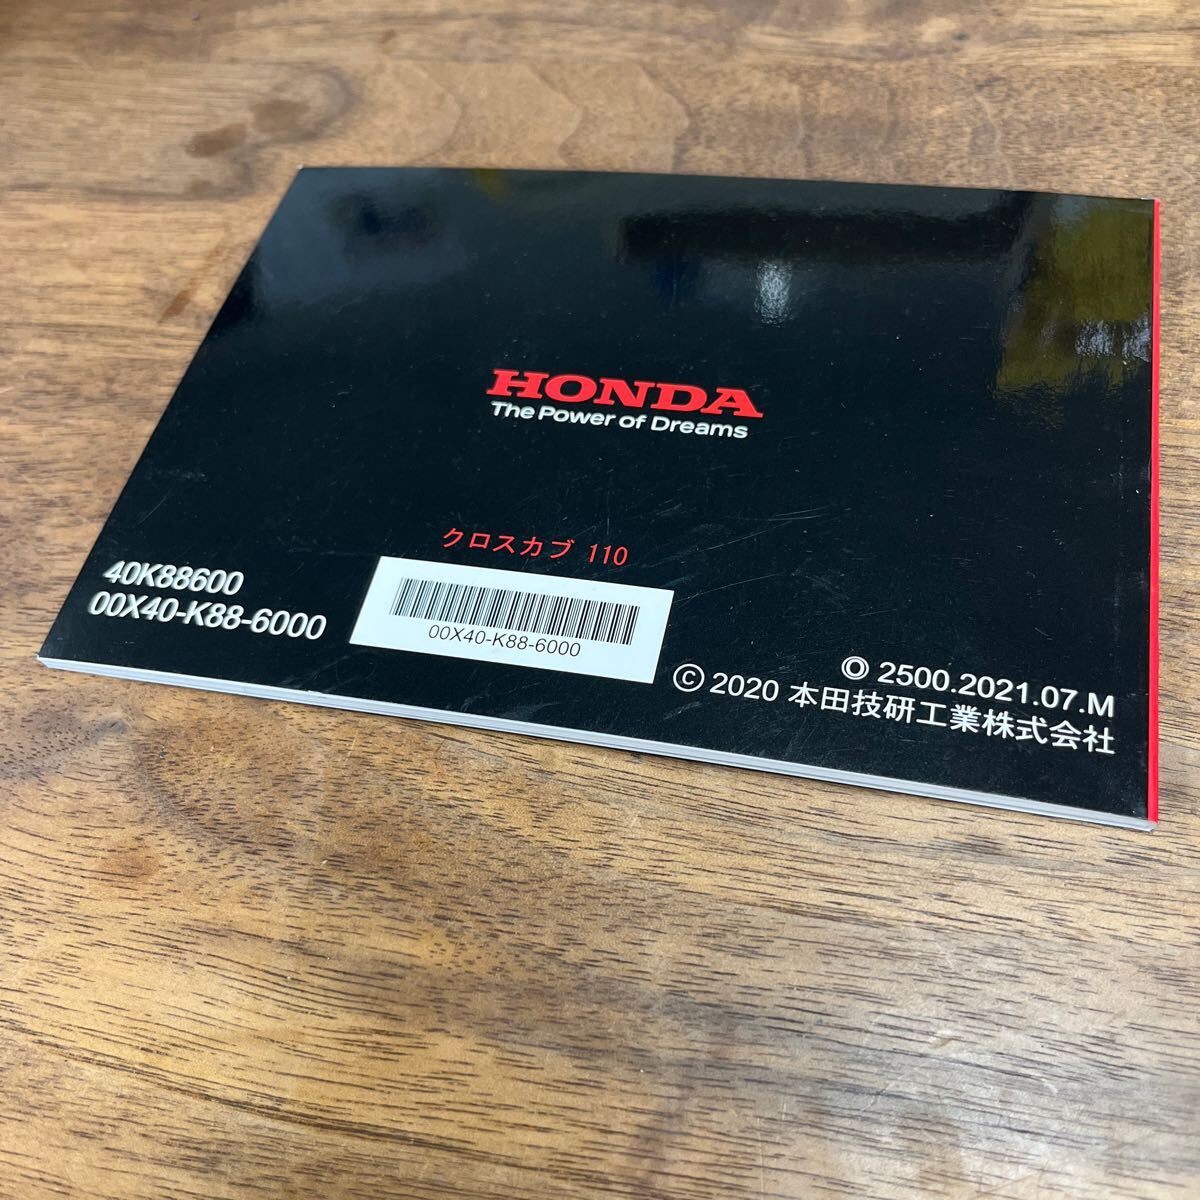 HONDA
The Power of Dreams
クロスカブ 110
40K88600
00X40-K88-6000
00X40-K88-6000
◎ 2500.2021.07.M
© 2020 本田技研工業株式会社